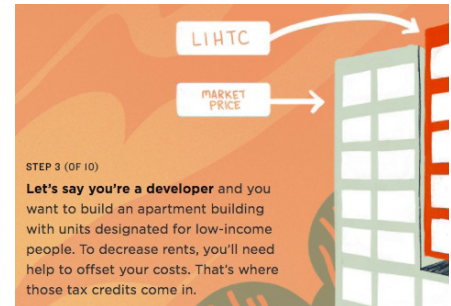 LIHTC
MARKET
PRICE
STEP 3 (OF 10)
Let's say you're a developer and you
want to build an apartment building
with units designated for low-income
people. To decrease rents, you'll need
help to offset your costs. That's where
those tax credits come in.